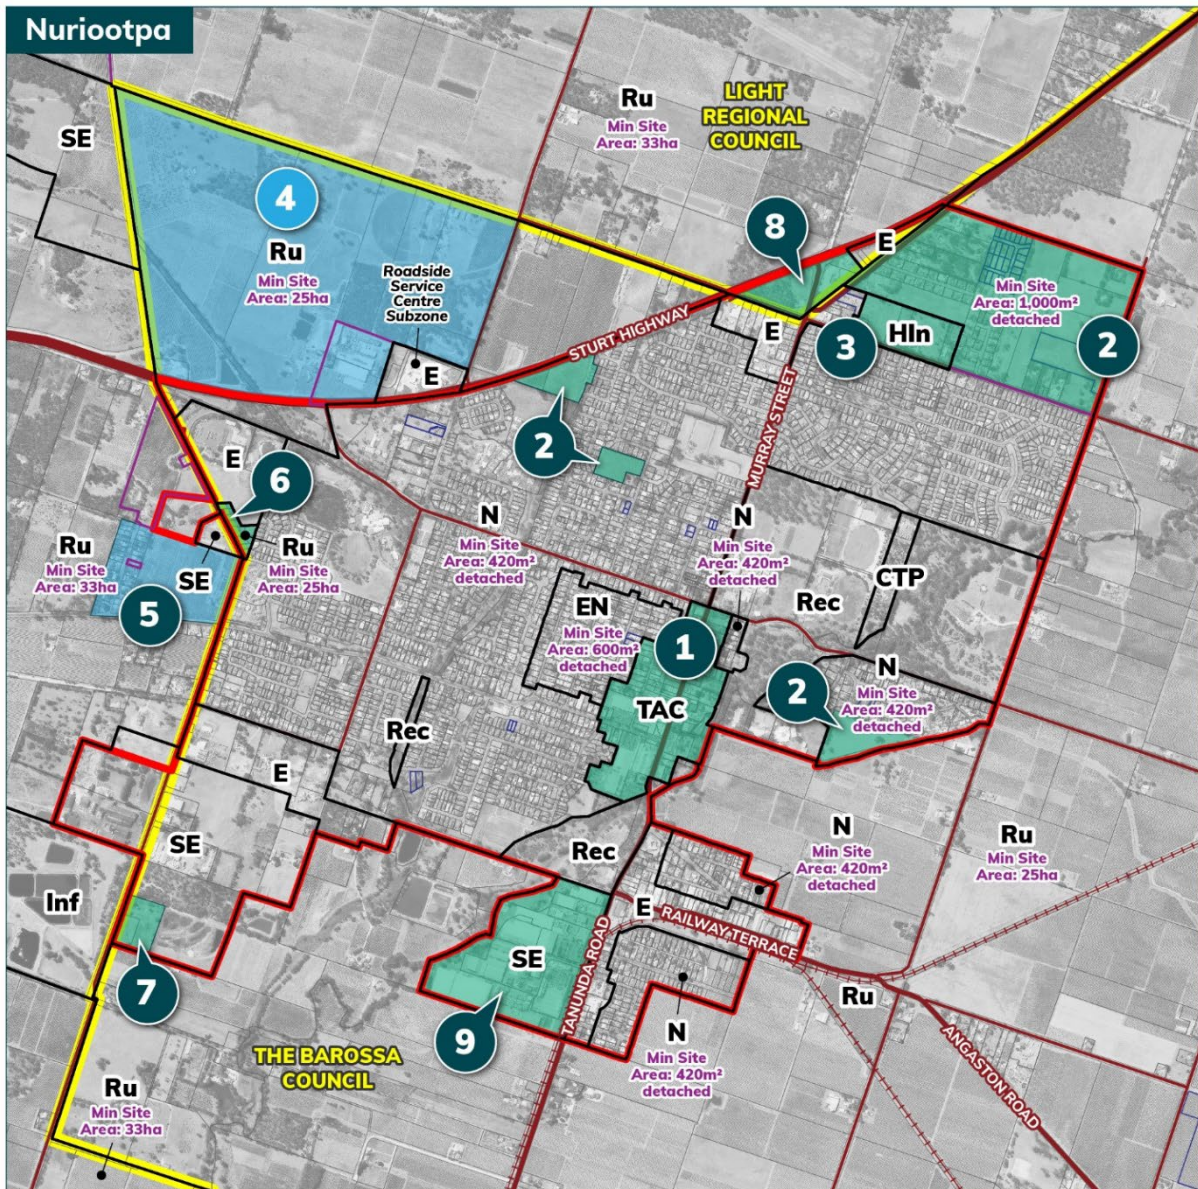 Nuriootpa
SE
Ru
Min Site
Area: 33ha
LIGHT
REGIONAL
COUNCIL
4
Ru
Min Site
Area: 25ha
Roadside
Service
Centre
Subzone
E
8
E
Min Site
Area: 1,000m²
detached
HIn
2
3
E
STURT HIGHWAY
MURRAY STREET
2
E
6
N
Min Site
Area: 420m²
detached
N
Min Site
Area: 420m²
detached
Ru
Min Site
Area: 33ha
SE
Ru
Min Site
Area: 25ha
5
CTP
Rec
EN
Min Site
Area: 600m²
detached
1
TAC
2
N
Min Site
Area: 420m²
detached
Rec
E
SE
Rec
N
Min Site
Area: 420m²
detached
Ru
Min Site
Area: 25ha
Inf
E
RAILWAY TERRACE
SE
TANUNDA ROAD
7
9
Ru
N
Min Site
Area: 420m²
detached
ANGASTON ROAD
THE BAROSSA
COUNCIL
Ru
Min Site
Area: 33ha